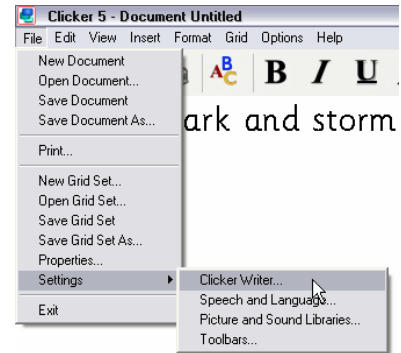 Clicker 5 - Document Untitled
File Edit View Insert Format Grid Options Help
New Document
Open Document...
Save Document
Save Document As...
Print...
New Grid Set...
Open Grid Set...
Save Grid Set
Save Grid Set As...
Properties...
Settings
Exit
Clicker Writer...
Speech and Language...
Picture and Sound Libraries...
Toolbars...
ABC B I U
ark and storm